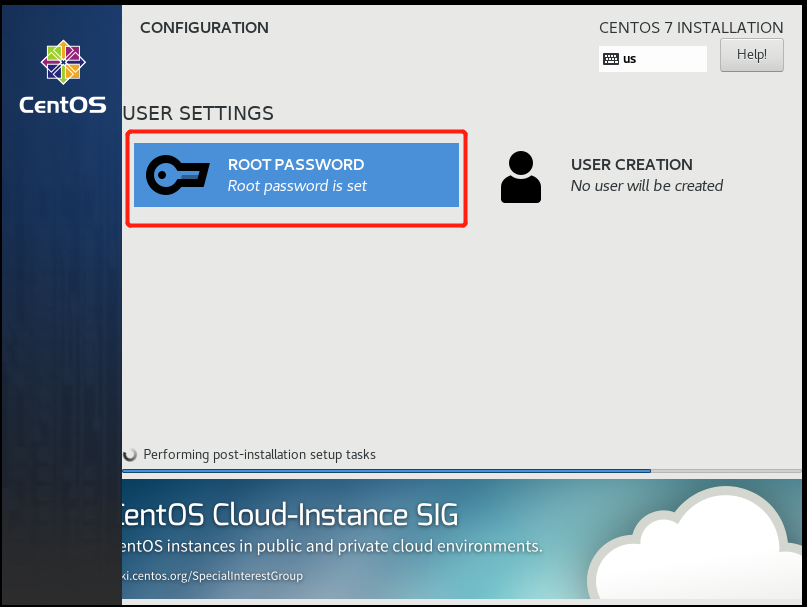 CONFIGURATION
CENTOS 7 INSTALLATION
us
Help!
CentOS
USER SETTINGS
ROOT PASSWORD
Root password is set
USER CREATION
No user will be created
Performing post-installation setup tasks
CentOS Cloud-Instance SIG
entOS instances in public and private cloud environments.
ki.centos.org/SpecialInterestGroup